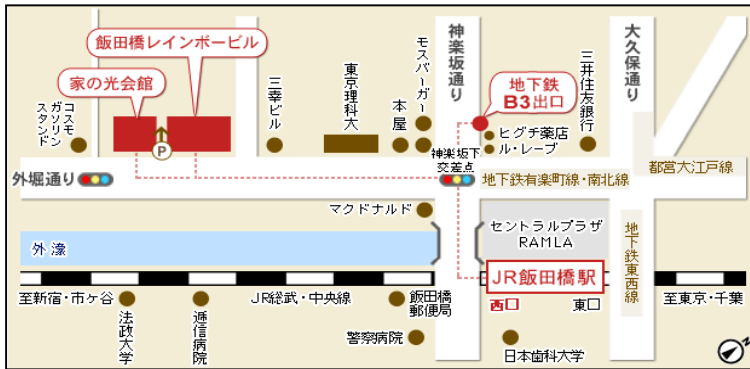 飯田橋レインボービル
家の光会館
コスモ
ガソリン
スタンド
三幸ビル
東京理科大
本屋
モスバーガー
神楽坂通り
地下鉄
B3出口
ヒグチ薬店
ル・レーブ
三井住友銀行
大久保通り
P
外堀通り
神楽坂下
交差点
地下鉄有楽町線・南北線
都営大江戸線
マクドナルド
セントラルプラザ
RAMLA
地下鉄東西線
外濠
JR飯田橋駅
至新宿・市ヶ谷
JR総武・中央線
飯田橋
郵便局
西口
東口
至東京・千葉
法政大学
逓信病院
警察病院
日本歯科大学
N